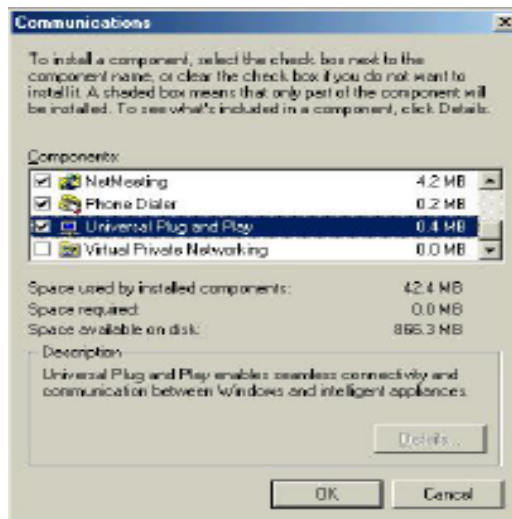 Communications
To install a component, select the check box next to the
component name, or clear the check box if you do not want to
install it. A shaded box means that only part of the component will
be installed. To see what's included in a component, click Details.
Components:
NetMeeting 4.2 MB
Phone Dialer 0.2 MB
Universal Plug and Play 0.4 MB
Virtual Private Networking 0.0 MB
Space used by installed components: 42.4 MB
Space required: 0.0 MB
Space available on disk: 866.3 MB
Description
Universal Plug and Play enables seamless connectivity and
communication between Windows and intelligent appliances.
Details...
OK Cancel